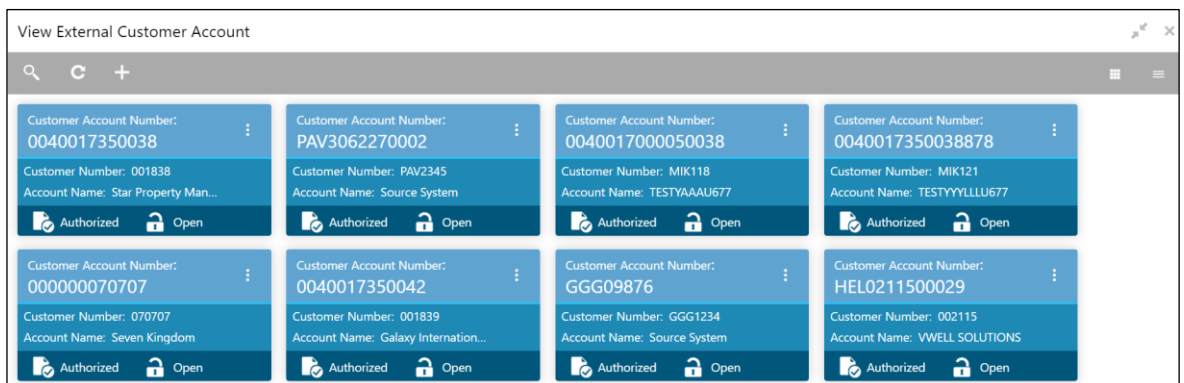 View External Customer Account
Customer Account Number: Customer Account Number: Customer Account Number: Customer Account Number:
0040017350038 PAV3062270002 0040017000050038 0040017350038878
Customer Number: 001838 Customer Number: PAV2345 Customer Number: MIK118 Customer Number: MIK121
Account Name: Star Property Man... Account Name: Source System Account Name: TESTYAAAU677 Account Name: TESTYYYLLLU677
Authorized Open Authorized Open Authorized Open Authorized Open
Customer Account Number: Customer Account Number: Customer Account Number: Customer Account Number:
000000070707 0040017350042 GGG09876 HEL0211500029
Customer Number: 070707 Customer Number: 001839 Customer Number: GGG1234 Customer Number: 002115
Account Name: Seven Kingdom Account Name: Galaxy Internation... Account Name: Source System Account Name: VWELL SOLUTIONS
Authorized Open Authorized Open Authorized Open Authorized Open